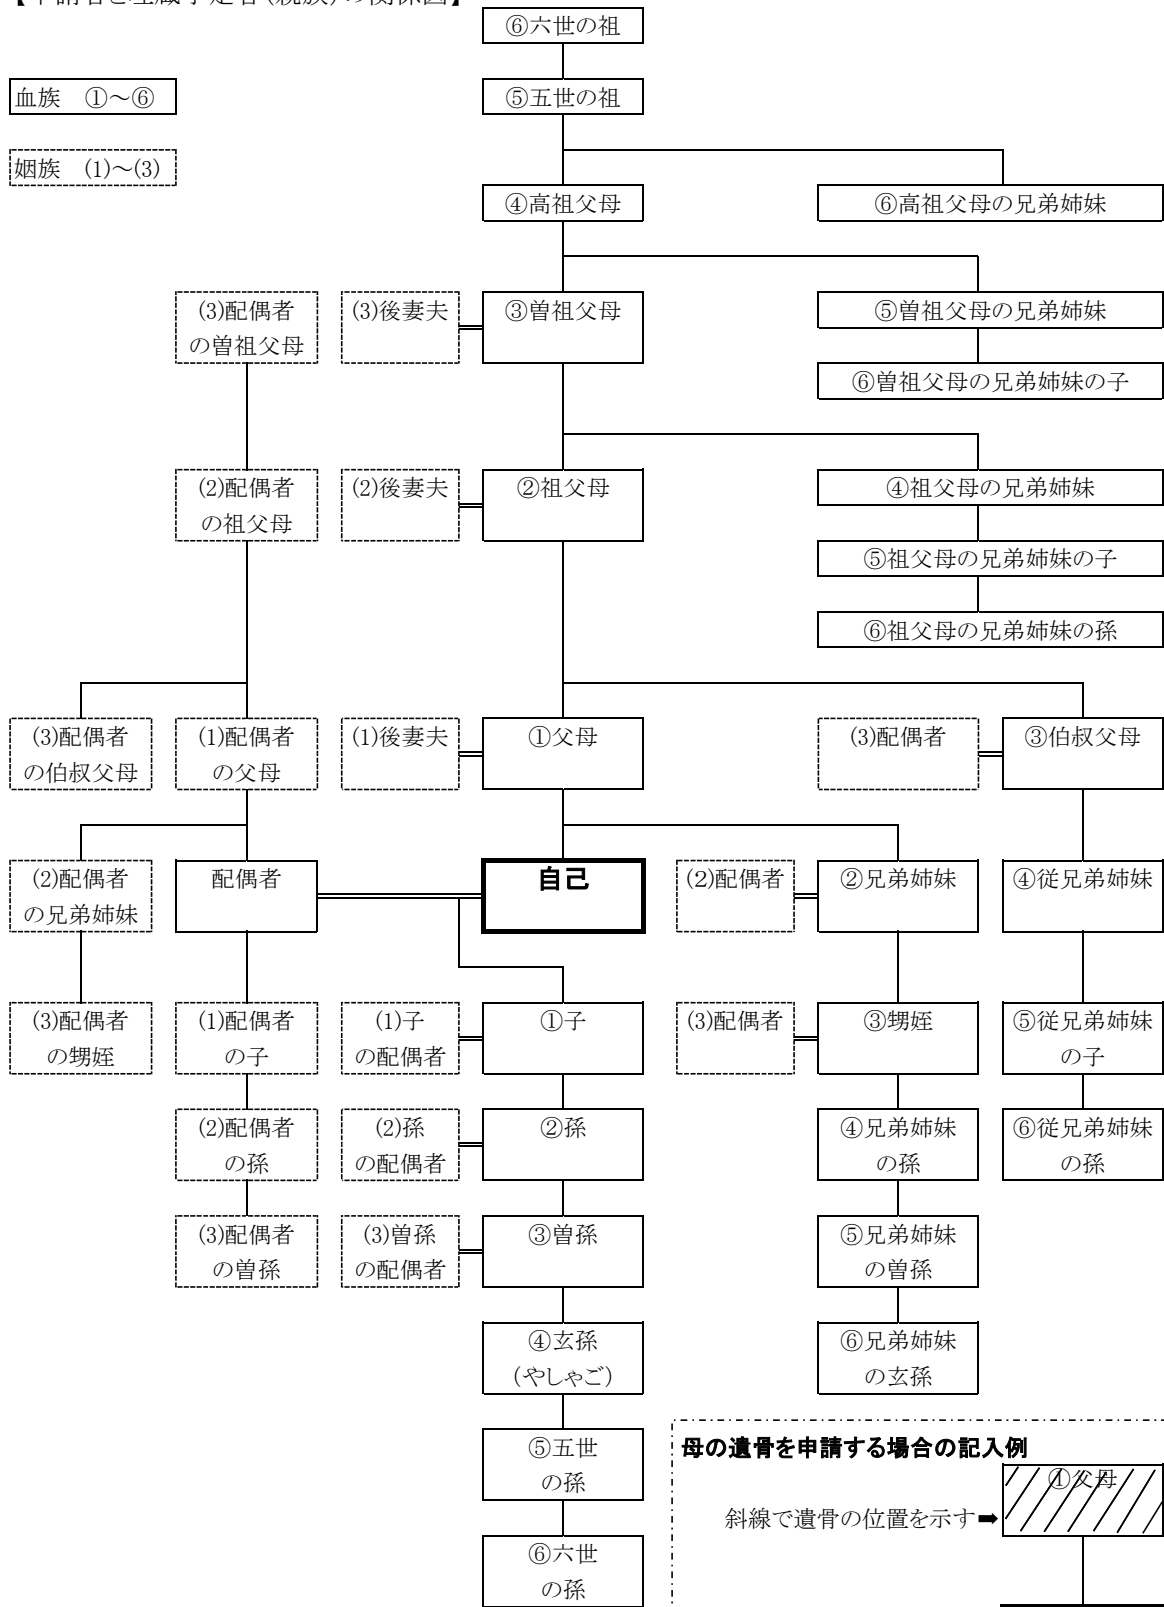 【申請者と埋蔵予定者(親族)の関係図】
⑥六世の祖
血族　①～⑥
⑤五世の祖
姻族　(1)～(3)
④高祖父母
⑥高祖父母の兄弟姉妹
(3)配偶者
の曽祖父母
(3)後妻夫
③曽祖父母
⑤曽祖父母の兄弟姉妹
⑥曽祖父母の兄弟姉妹の子
(2)配偶者
の祖父母
(2)後妻夫
②祖父母
④祖父母の兄弟姉妹
⑤祖父母の兄弟姉妹の子
⑥祖父母の兄弟姉妹の孫
(3)配偶者
の伯叔父母
(1)配偶者
の父母
(1)後妻夫
①父母
(3)配偶者
③伯叔父母
(2)配偶者
の兄弟姉妹
配偶者
自己
(2)配偶者
②兄弟姉妹
④従兄弟姉妹
(3)配偶者
の甥姪
(1)配偶者
の子
(1)子
の配偶者
①子
(3)配偶者
③甥姪
⑤従兄弟姉妹
の子
(2)配偶者
の孫
(2)孫
の配偶者
②孫
④兄弟姉妹
の孫
⑥従兄弟姉妹
の孫
(3)配偶者
の曽孫
(3)曽孫
の配偶者
③曽孫
⑤兄弟姉妹
の曽孫
④玄孫
(やしゃご)
⑥兄弟姉妹
の玄孫
⑤五世
の孫
母の遺骨を申請する場合の記入例
①父母
斜線で遺骨の位置を示す➡
⑥六世
の孫